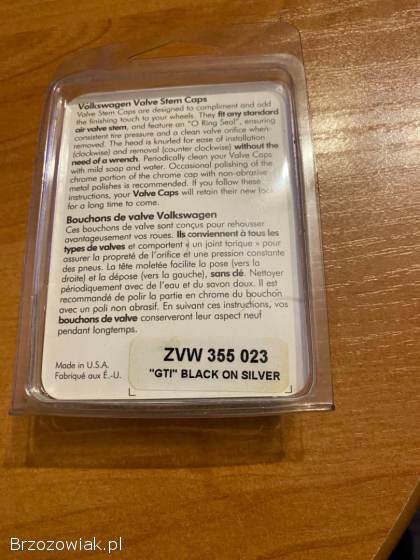 Volkswagen Valve Stem Caps
Valve Stem Caps are designed to compliment and add
the finishing touch to your wheels. They fit any standard
air valve stem, and feature an "O Ring Seal", ensuring
consistent tire pressure and a clean valve orifice when
removed. The head is knurled for ease of installation
(clockwise) and removal (counter clockwise) without the
need of a wrench. Periodically clean your Valve Caps
with mild soap and water. Occasional polishing of the
chrome portion of the chrome cap with non-abrasive
metal polishes is recommended. If you follow these
instructions, your Valve Caps will retain their new look
for a long time to come.
Bouchons de valve Volkswagen
Ces bouchons de valve sont conçus pour rehausser
avantageusement vos roues. Ils conviennent à tous les
types de valves et comportent « un joint torique » pour
assurer la propreté de l'orifice et une pression constante
des pneus. La tête moletée facilite la pose (vers la
droite) et la dépose (vers la gauche), sans clé. Nettoyer
périodiquement avec de l'eau et du savon doux. Il est
recommandé de polir la partie en chrome du bouchon
avec un poli non abrasif. En suivant ces instructions, vos
bouchons de valve conserveront leur aspect neuf
pendant longtemps.
Made in U.S.A.
Fabriqué aux É.-U.
ZVW 355 023
"GTI" BLACK ON SILVER
Brzozowiak.pl